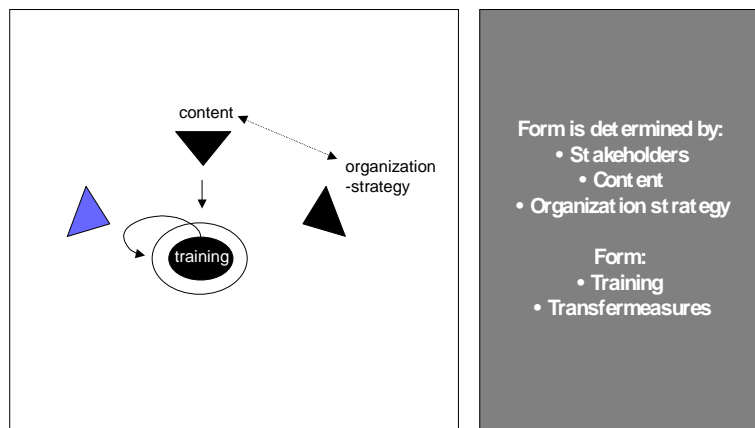 content
organization
-strategy
training
Form is determined by:
• Stakeholders
• Content
• Organization strategy
Form:
• Training
• Transfermeasures